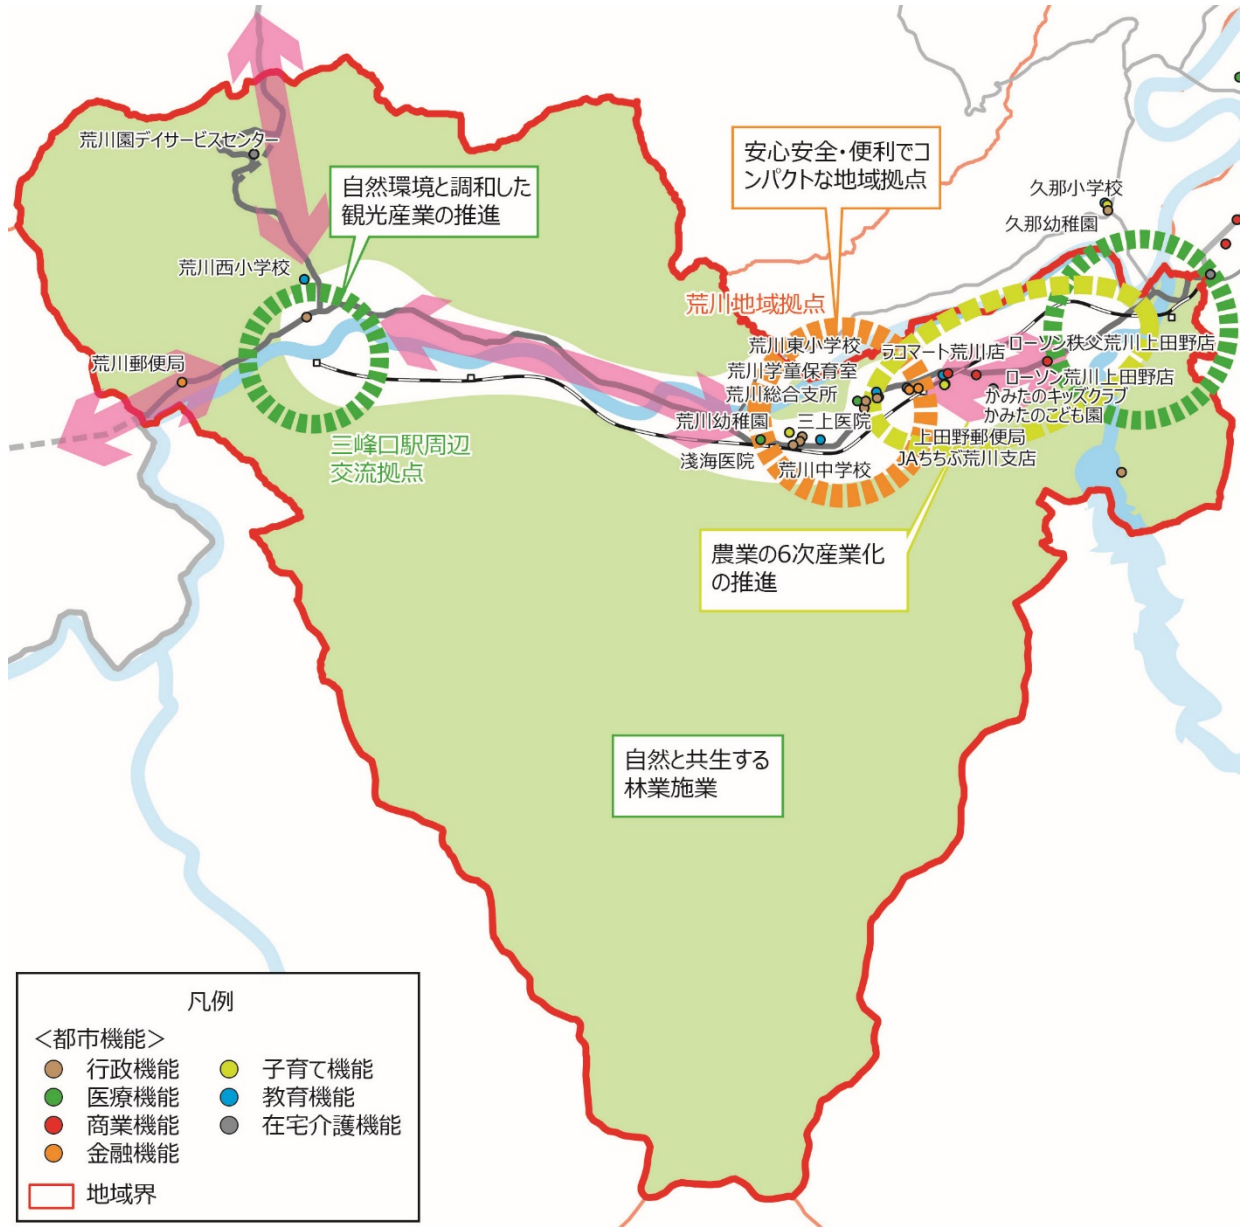 荒川園デイサービスセンター
自然環境と調和した
観光産業の推進
安心安全・便利でコ
ンパクトな地域拠点
久那小学校
久那幼稚園
荒川西小学校
荒川地域拠点
荒川郵便局
荒川東小学校
ラコマート荒川店
ローソン秩父荒川上田野店
荒川学童保育室
ローソン荒川上田野店
荒川総合支所
かみたのキッズクラブ
かみたのこども園
荒川幼稚園
三上医院
上田野郵便局
三峰口駅周辺
交流拠点
淺海医院
荒川中学校
JAちちぶ荒川支店
農業の6次産業化
の推進
自然と共生する
林業施業
凡例
<都市機能>
行政機能
子育て機能
医療機能
教育機能
商業機能
在宅介護機能
金融機能
地域界